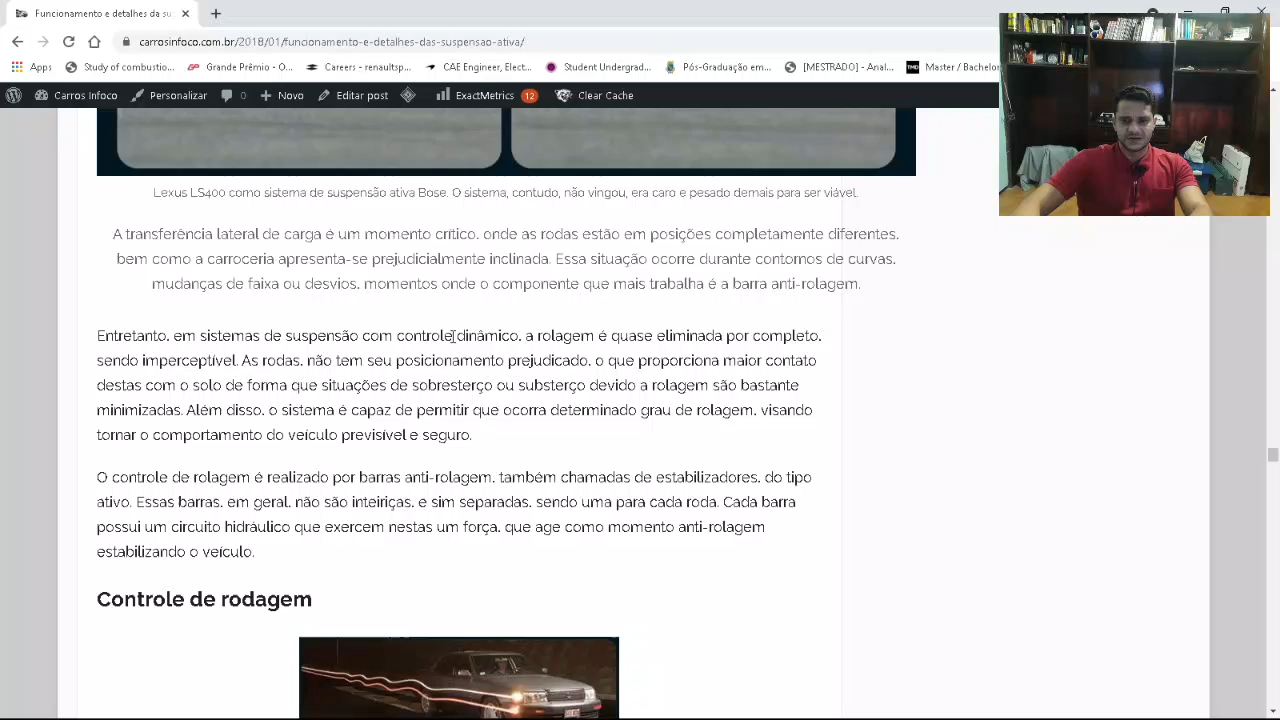 Funcionamento e detalhes da su
carrosinfoco.com.br/2018/01/funcionamento-e-detalhes-das-suspensao-ativa/
Apps Study of combustio... Grande Prêmio - O... Careers - Varitsp... CAE Engineer, Elect... Student Undergrad... Pós-Graduação em... [MESTRADO] - Anal... TMD Master / Bachelor
Carros Infoco Personalizar 0 Novo Editar post ExactMetrics 12 Clear Cache
Lexus LS400 como sistema de suspensão ativa Bose. O sistema, contudo, não vingou, era caro e pesado demais para ser viável.
A transferência lateral de carga é um momento crítico, onde as rodas estão em posições completamente diferentes,
bem como a carroceria apresenta-se prejudicialmente inclinada. Essa situação ocorre durante contornos de curvas,
mudanças de faixa ou desvios, momentos onde o componente que mais trabalha é a barra anti-rolagem.
Entretanto, em sistemas de suspensão com controle dinâmico, a rolagem é quase eliminada por completo,
sendo imperceptível. As rodas, não tem seu posicionamento prejudicado, o que proporciona maior contato
destas com o solo de forma que situações de sobresterço ou substerço devido a rolagem são bastante
minimizadas. Além disso, o sistema é capaz de permitir que ocorra determinado grau de rolagem, visando
tornar o comportamento do veículo previsível e seguro.
O controle de rolagem é realizado por barras anti-rolagem, também chamadas de estabilizadores, do tipo
ativo. Essas barras, em geral, não são inteiriças, e sim separadas, sendo uma para cada roda. Cada barra
possui um circuito hidráulico que exercem nestas um força, que age como momento anti-rolagem
estabilizando o veículo.
Controle de rodagem